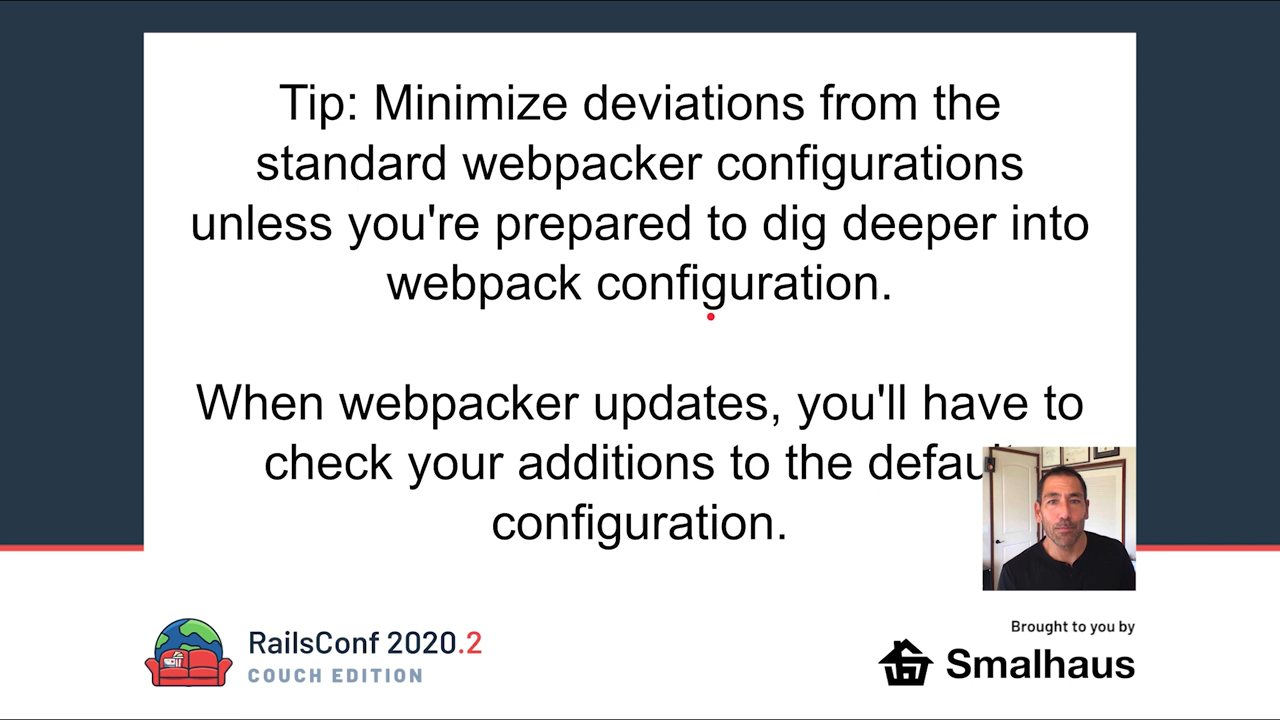 Tip: Minimize deviations from the
standard webpacker configurations
unless you're prepared to dig deeper into
webpack configuration.
When webpacker updates, you'll have to
check your additions to the
configuration.
RailsConf 2020.2
COUCH EDITION
Brought to you by
Smalhaus